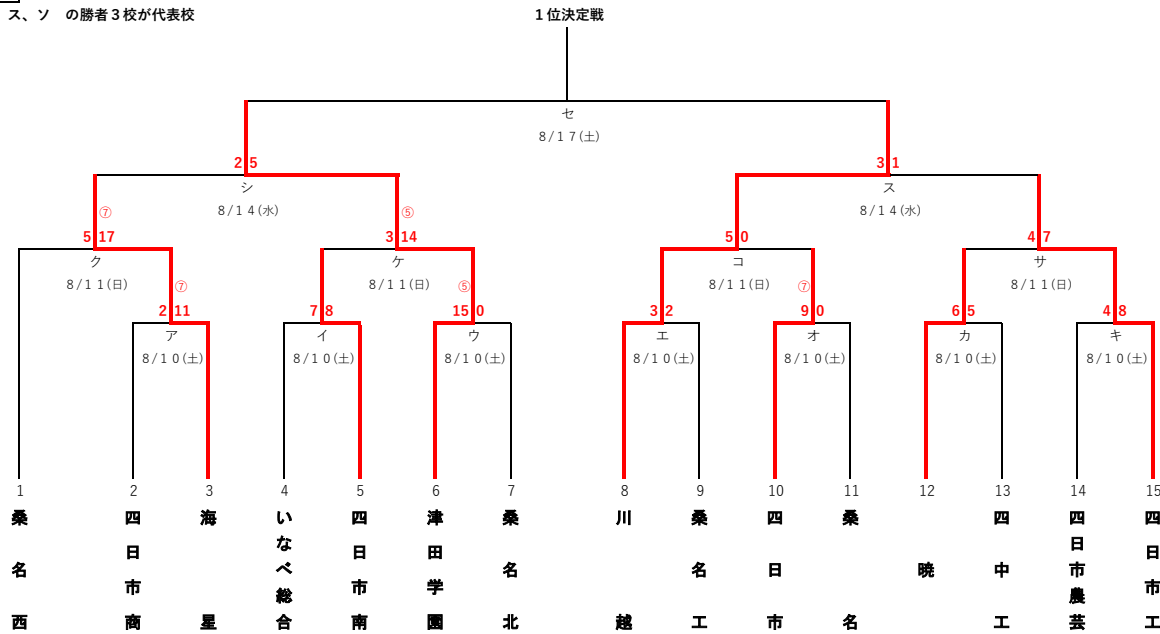 ス、ソ　の勝者３校が代表校
１位決定戦
セ
8/17(土)
2 5
3 1
シ
ス
8/14(水)
8/14(水)
⑦
⑤
5 17
3 14
5 0
4 7
ク
ケ
コ
サ
8/11(日)
8/11(日)
8/11(日)
8/11(日)
⑦
⑤
⑦
2 11
7 8
15 0
3 2
9 0
6 5
4 8
ア
イ
ウ
エ
オ
カ
キ
8/10(土)
8/10(土)
8/10(土)
8/10(土)
8/10(土)
8/10(土)
8/10(土)
1
2
3
4
5
6
7
8
9
10
11
12
13
14
15
桑名西
四日市商
海星
いなべ総合
四日市南
津田学園
桑名北
川越
桑名工
四日市
桑名
暁
四中工
四日市農芸
四日市工